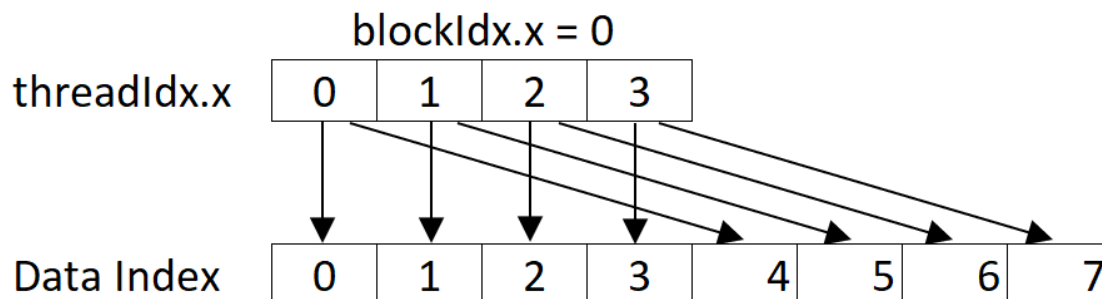 blockIdx.x = 0
threadIdx.x 0 1 2 3
Data Index 0 1 2 3 4 5 6 7